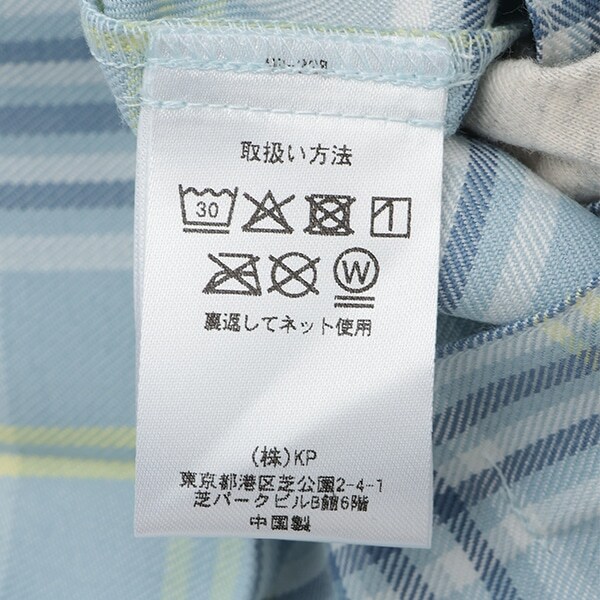 取扱い方法
30
W
裏返してネット使用
(株)KP
東京都港区芝公園2-4-1
芝パークビルB館6階
中国製